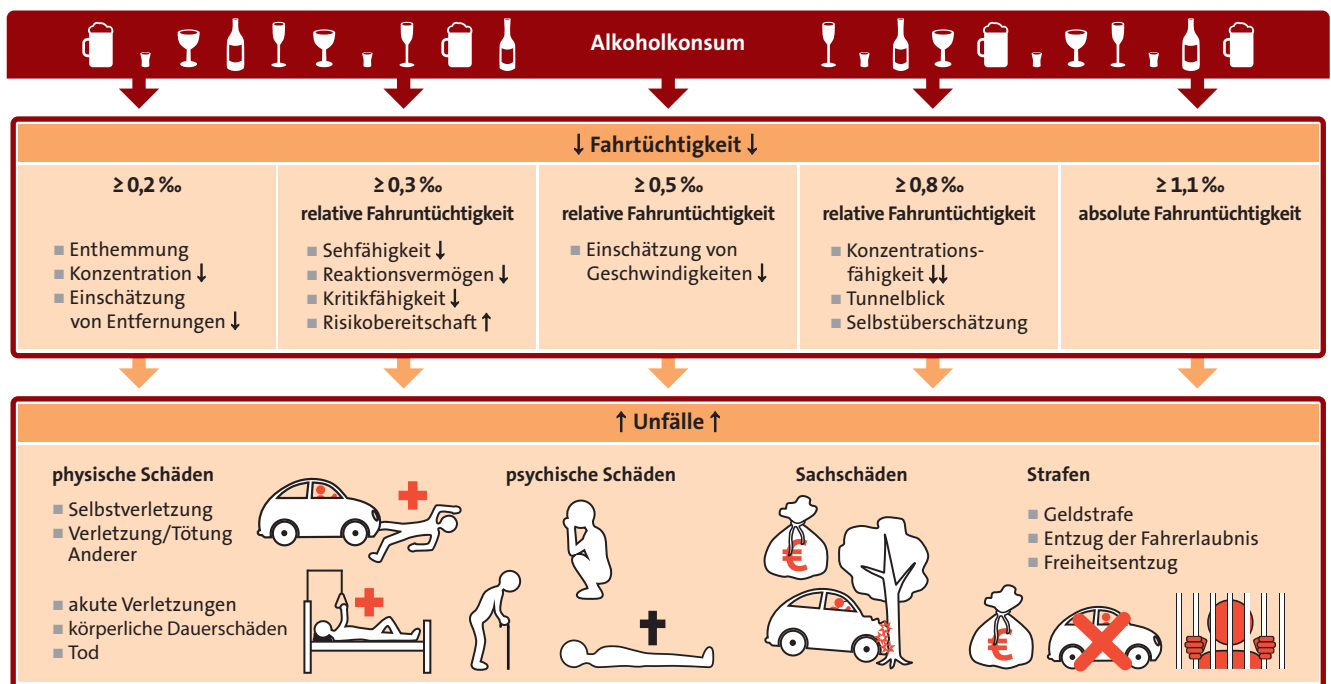 Alkoholkonsum
↓ Fahrtüchtigkeit ↓
≥ 0,2 ‰
Enthemmung
Konzentration ↓
Einschätzung
von Entfernungen ↓
≥ 0,3 ‰
relative Fahruntüchtigkeit
Sehfähigkeit ↓
Reaktionsvermögen ↓
Kritikfähigkeit ↓
Risikobereitschaft ↑
≥ 0,5 ‰
relative Fahruntüchtigkeit
Einschätzung von
Geschwindigkeiten ↓
≥ 0,8 ‰
relative Fahruntüchtigkeit
Konzentrations-
fähigkeit ↓↓
Tunnelblick
Selbstüberschätzung
≥ 1,1 ‰
absolute Fahruntüchtigkeit
↑ Unfälle ↑
physische Schäden
Selbstverletzung
Verletzung/Tötung
Anderer
akute Verletzungen
körperliche Dauerschäden
Tod
psychische Schäden
Sachschäden
€
Strafen
Geldstrafe
Entzug der Fahrerlaubnis
Freiheitsentzug
€